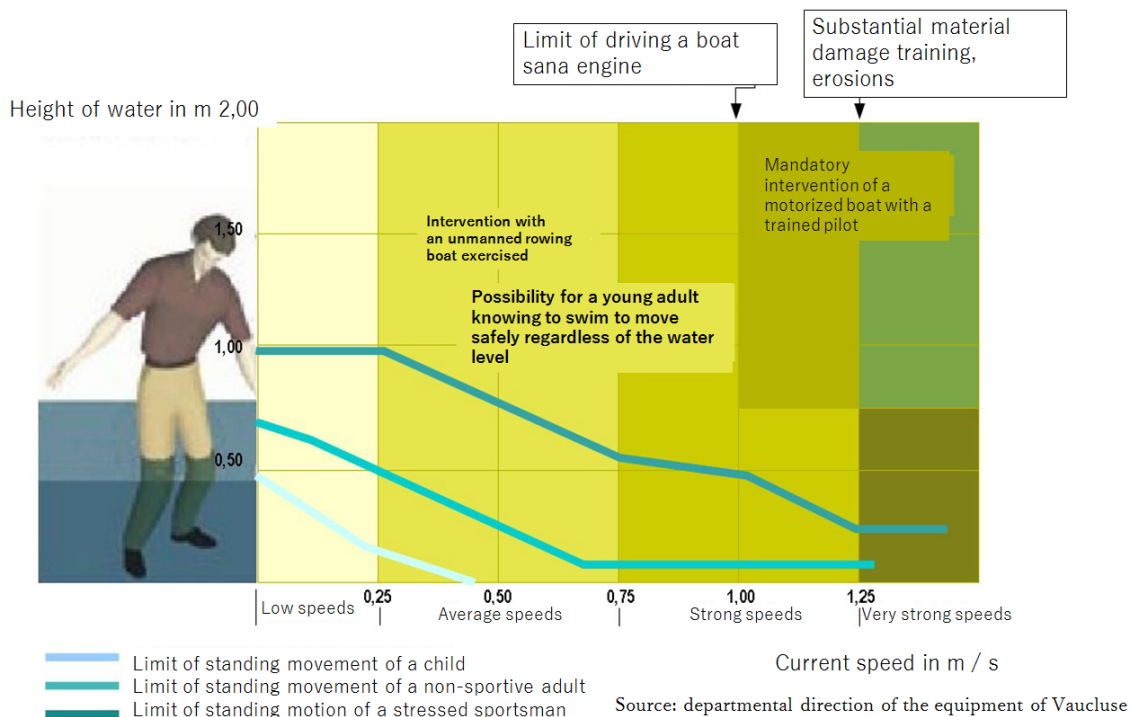 Limit of driving a boat
sana engine
Substantial material
damage training,
erosions
Height of water in m 2,00
Mandatory
intervention of a
motorized boat with a
trained pilot
Intervention with
an unmanned rowing
boat exercised
1,50
Possibility for a young adult
knowing to swim to move
safely regardless of the water
level
1,00
0,50
0,25
0,50
0,75
1,00
1,25
Low speeds
Average speeds
Strong speeds
Very strong speeds
Current speed in m / s
Limit of standing movement of a child
Limit of standing movement of a non-sportive adult
Limit of standing motion of a stressed sportsman
Source: departmental direction of the equipment of Vaucluse